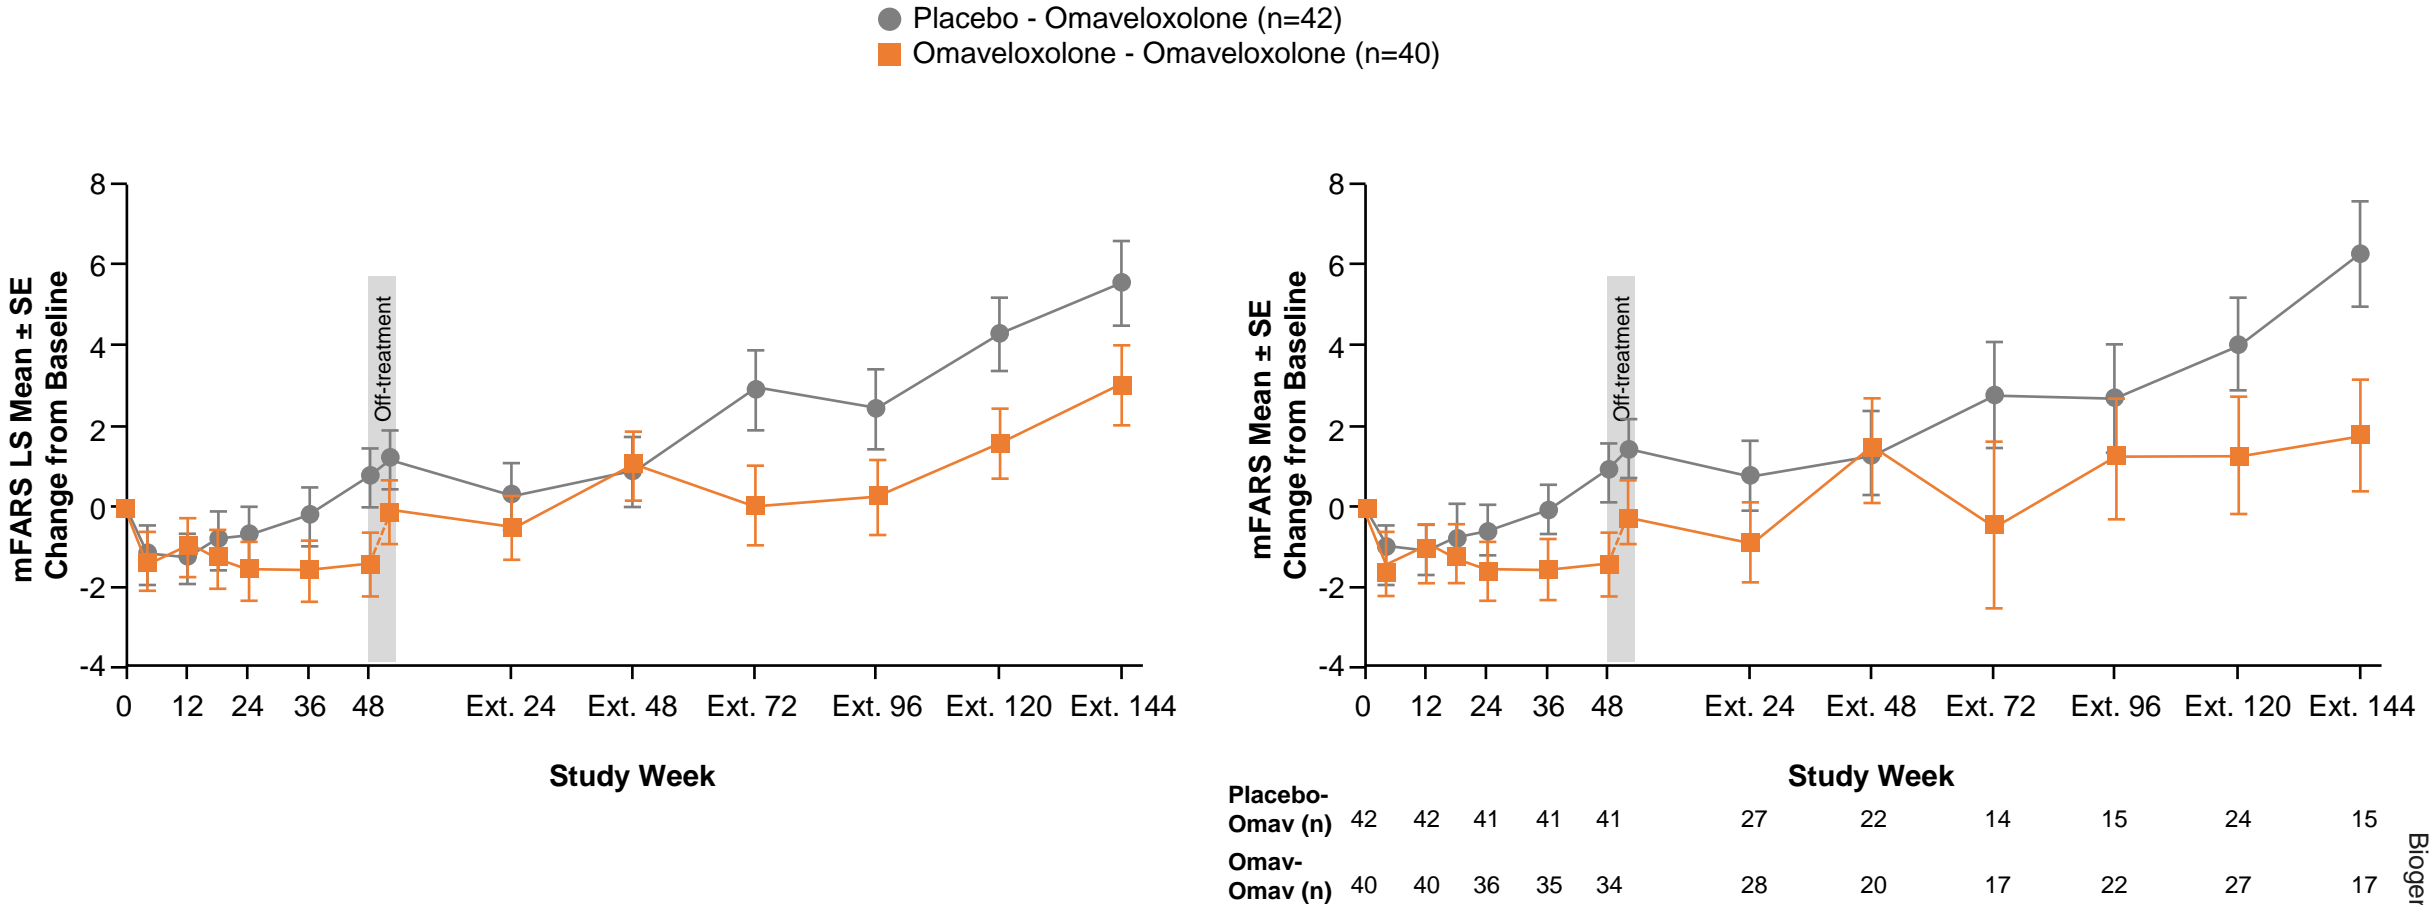 Placebo - Omaveloxolone (n=42)
Omaveloxolone - Omaveloxolone (n=40)
mFARS LS Mean ± SE
Change from Baseline
8
6
4
2
0
-2
-4
Off-treatment
0 12 24 36 48 Ext. 24 Ext. 48 Ext. 72 Ext. 96 Ext. 120 Ext. 144
Study Week
mFARS Mean ± SE
Change from Baseline
8
6
4
2
0
-2
-4
Off-treatment
0 12 24 36 48 Ext. 24 Ext. 48 Ext. 72 Ext. 96 Ext. 120 Ext. 144
Study Week
Placebo-
Omav (n) 42 42 41 41 41 27 22 14 15 24 15
Omav-
Omav (n) 40 40 36 35 34 28 20 17 22 27 17